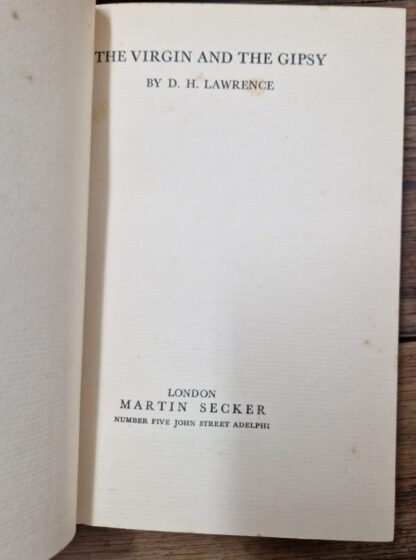 THE VIRGIN AND THE GIPSY
BY D. H. LAWRENCE
LONDON
MARTIN SECKER
NUMBER FIVE JOHN STREET ADELPHI